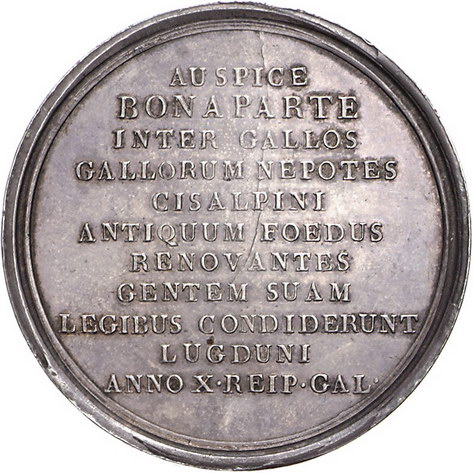 AUSPICE
BONAPARTE
INTER GALLOS
GALLORUM NEPOTES
CISALPINI
ANTIQUUM FOEDUS
RENOVANTES
GENTEM SUAM
LEGIBUS CONDIDERUNT
LUGDUNI
ANNO X·REIP·GAL·